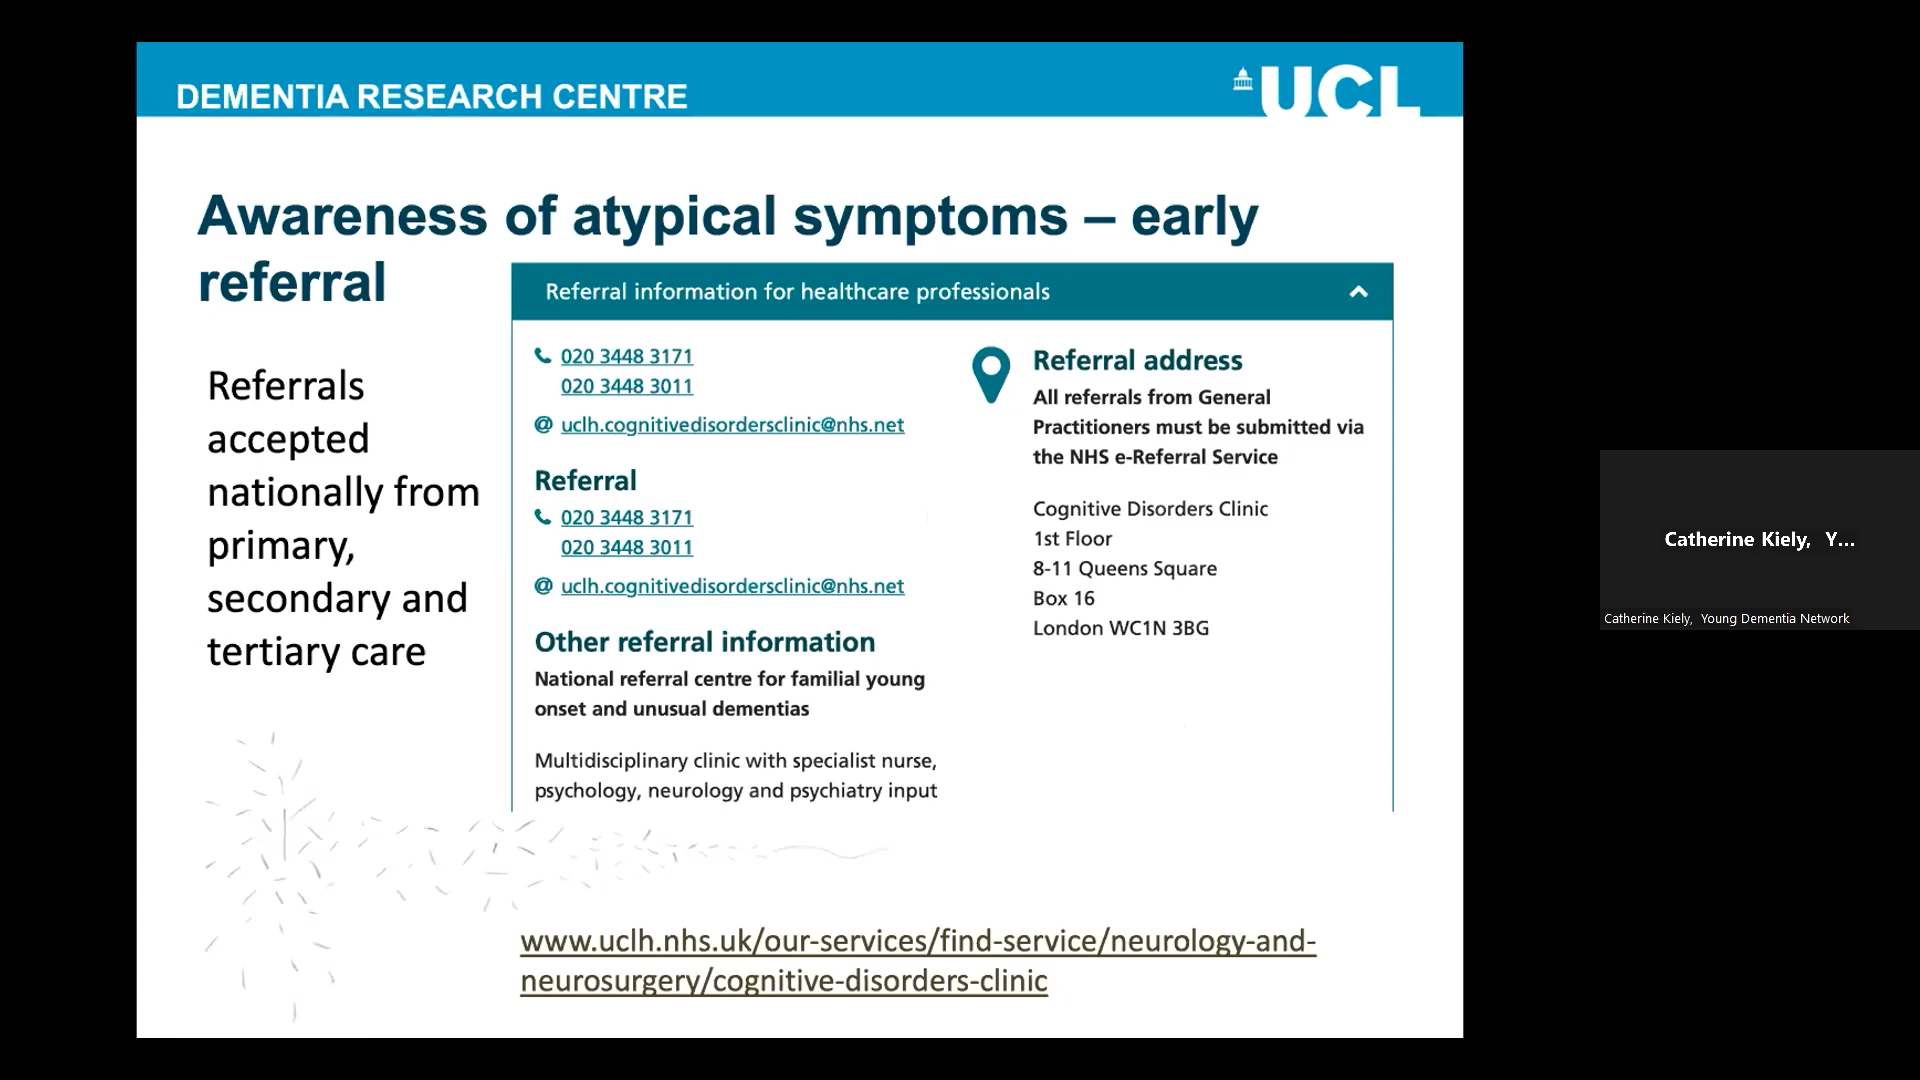 DEMENTIA RESEARCH CENTRE
UCL
Awareness of atypical symptoms – early
referral
Referrals
accepted
nationally from
primary,
secondary and
tertiary care
Referral information for healthcare professionals
020 3448 3171
020 3448 3011
@ uclh.cognitivedisordersclinic@nhs.net
Referral
020 3448 3171
020 3448 3011
@ uclh.cognitivedisordersclinic@nhs.net
Other referral information
National referral centre for familial young
onset and unusual dementias
Multidisciplinary clinic with specialist nurse,
psychology, neurology and psychiatry input
Referral address
All referrals from General
Practitioners must be submitted via
the NHS e-Referral Service
Cognitive Disorders Clinic
1st Floor
8-11 Queens Square
Box 16
London WC1N 3BG
www.uclh.nhs.uk/our-services/find-service/neurology-and-
neurosurgery/cognitive-disorders-clinic
Catherine Kiely, Y...
Catherine Kiely, Young Dementia Network